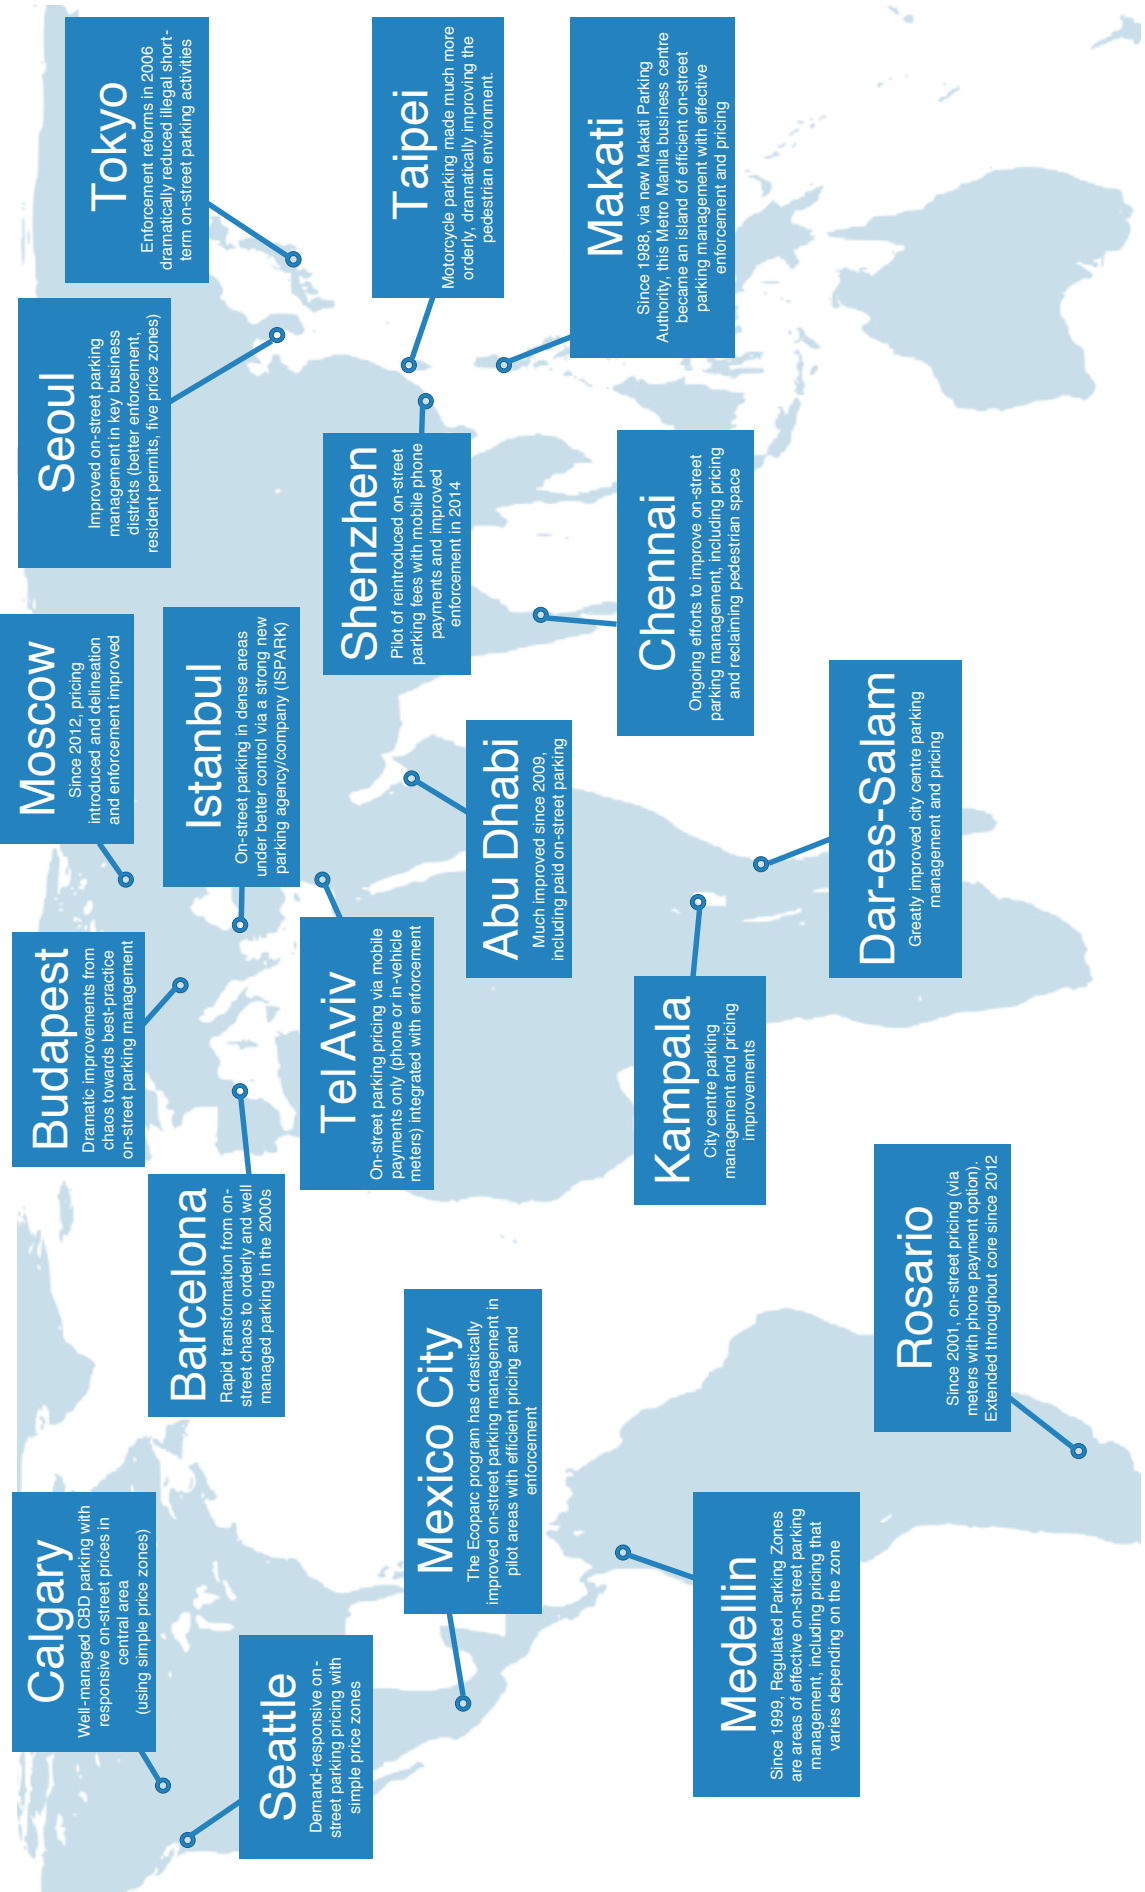 Calgary
Well-managed CBD parking with
responsive on-street prices in
central area
(using simple price zones)
Seattle
Demand-responsive on-
street parking pricing with
simple price zones
Mexico City
The Ecoparc program has drastically
improved on-street parking management in
pilot areas with efficient pricing and
enforcement
Medellin
Since 1999, Regulated Parking Zones
are areas of effective on-street parking
management, including pricing that
varies depending on the zone
Rosario
Since 2001, on-street pricing (via
meters with phone payment option).
Extended throughout core since 2012
Barcelona
Rapid transformation from on-
street chaos to orderly and well
managed parking in the 2000s
Budapest
Dramatic improvements from
chaos towards best-practice
on-street parking management
Tel Aviv
On-street parking pricing via mobile
payments only (phone or in-vehicle
meters) integrated with enforcement
Kampala
City centre parking
management and pricing
improvements
Moscow
Since 2012, pricing
introduced and delineation
and enforcement improved
Istanbul
On-street parking in dense areas
under better control via a strong new
parking agency/company (ISPARK)
Abu Dhabi
Much improved since 2009,
including paid on-street parking
Dar-es-Salam
Greatly improved city centre parking
management and pricing
Seoul
Improved on-street parking
management in key business
districts (better enforcement,
resident permits, five price zones)
Shenzhen
Pilot of reintroduced on-street
parking fees with mobile phone
payments and improved
enforcement in 2014
Chennai
Ongoing efforts to improve on-street
parking management, including pricing
and reclaiming pedestrian space
Tokyo
Enforcement reforms in 2006
dramatically reduced illegal short-
term on-street parking activities
Taipei
Motorcycle parking made much more
orderly, dramatically improving the
pedestrian environment.
Makati
Since 1988, via new Makati Parking
Authority, this Metro Manila business centre
became an island of efficient on-street
parking management with effective
enforcement and pricing